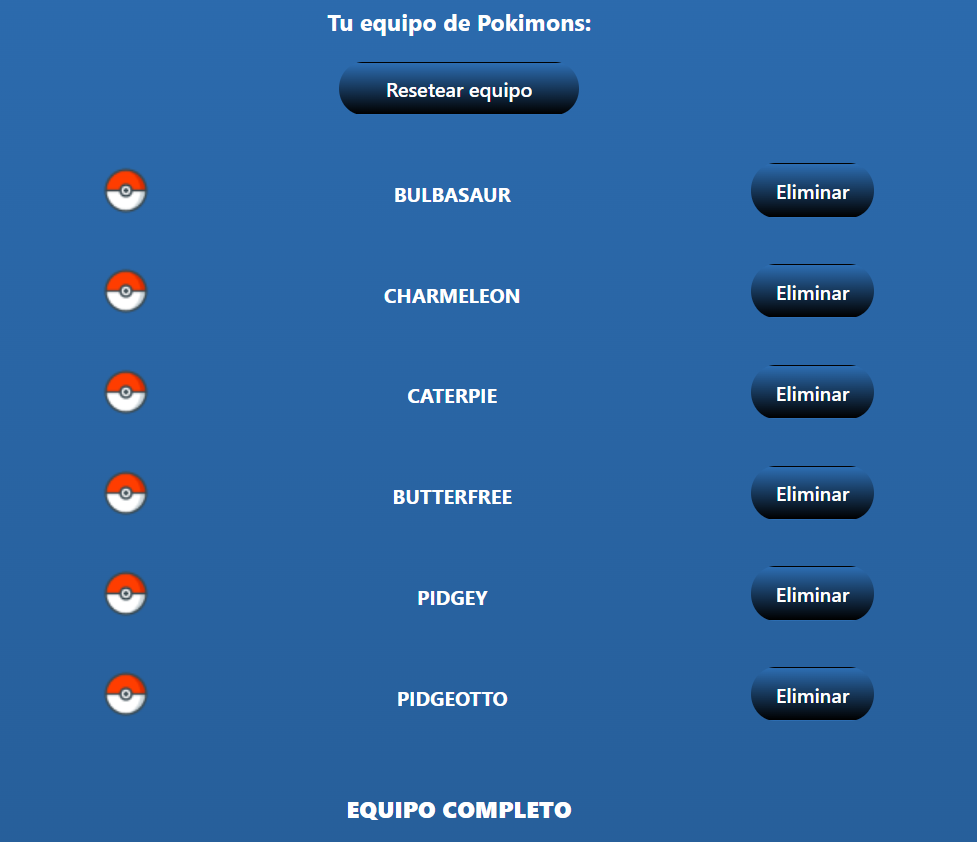 Tu equipo de Pokimons:
Resetear equipo
BULBASAUR Eliminar
CHARMELEON Eliminar
CATERPIE Eliminar
BUTTERFREE Eliminar
PIDGEY Eliminar
PIDGEOTTO Eliminar
EQUIPO COMPLETO